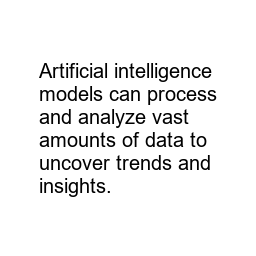 Artificial intelligence
models can process
and analyze vast
amounts of data to
uncover trends and
insights.